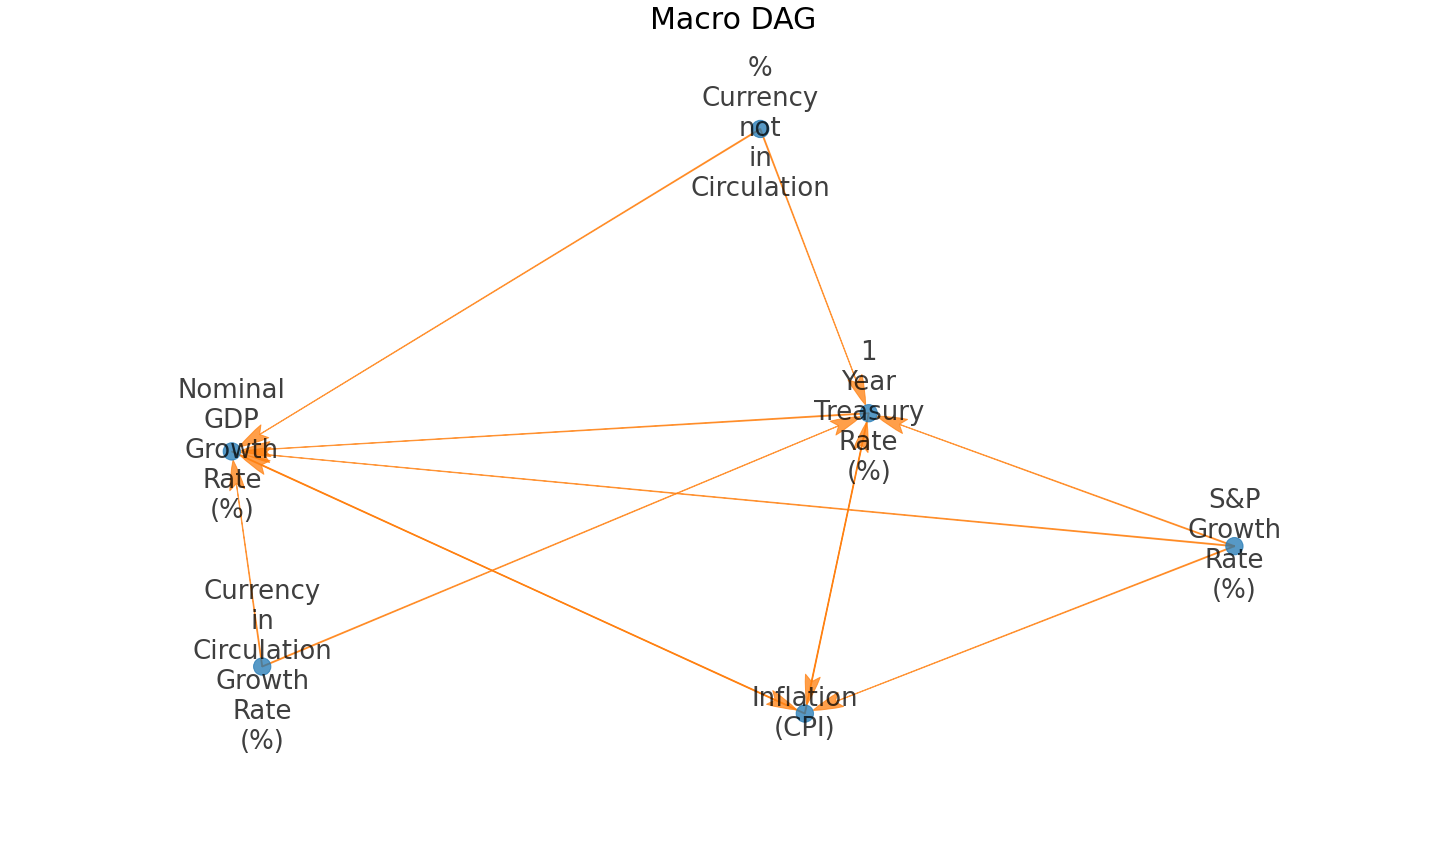 Macro DAG
%
Currency
not
in
Circulation
1
Year
Treasury
Rate
(%)
Nominal
GDP
Growth
Rate
(%)
S&P
Growth
Rate
(%)
Currency
in
Circulation
Growth
Rate
(%)
Inflation
(CPI)